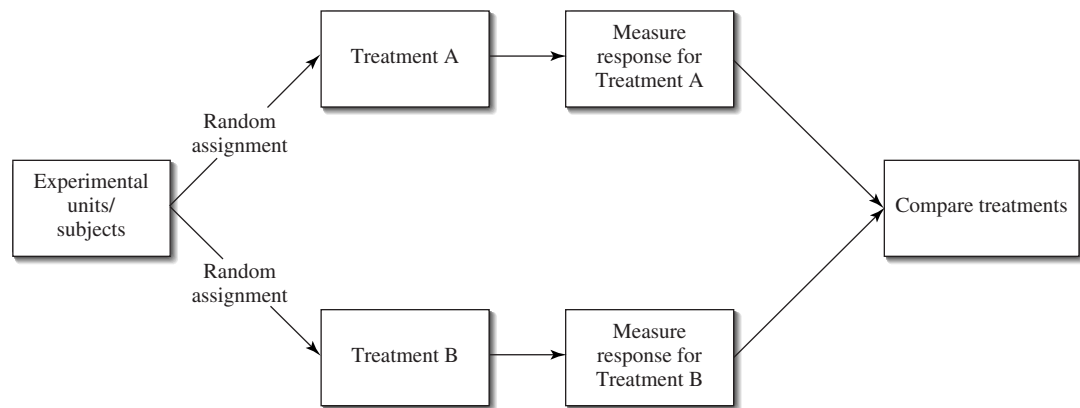 Treatment A
Measure
response for
Treatment A
Random
assignment
Experimental
units/
subjects
Compare treatments
Random
assignment
Treatment B
Measure
response for
Treatment B